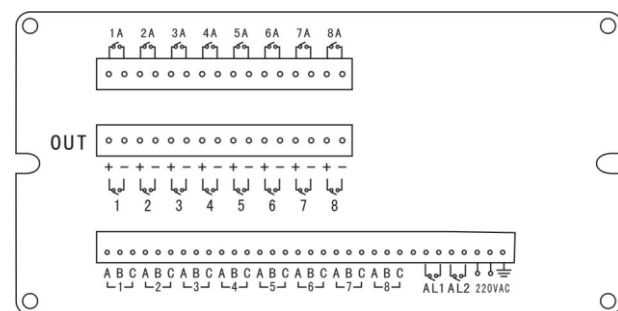 1A 2A 3A 4A 5A 6A 7A 8A
OUT
+ - + - + - + - + - + - + - + -
1 2 3 4 5 6 7 8
A B C A B C A B C A B C A B C A B C A B C A B C AL1 AL2 220VAC
1 2 3 4 5 6 7 8